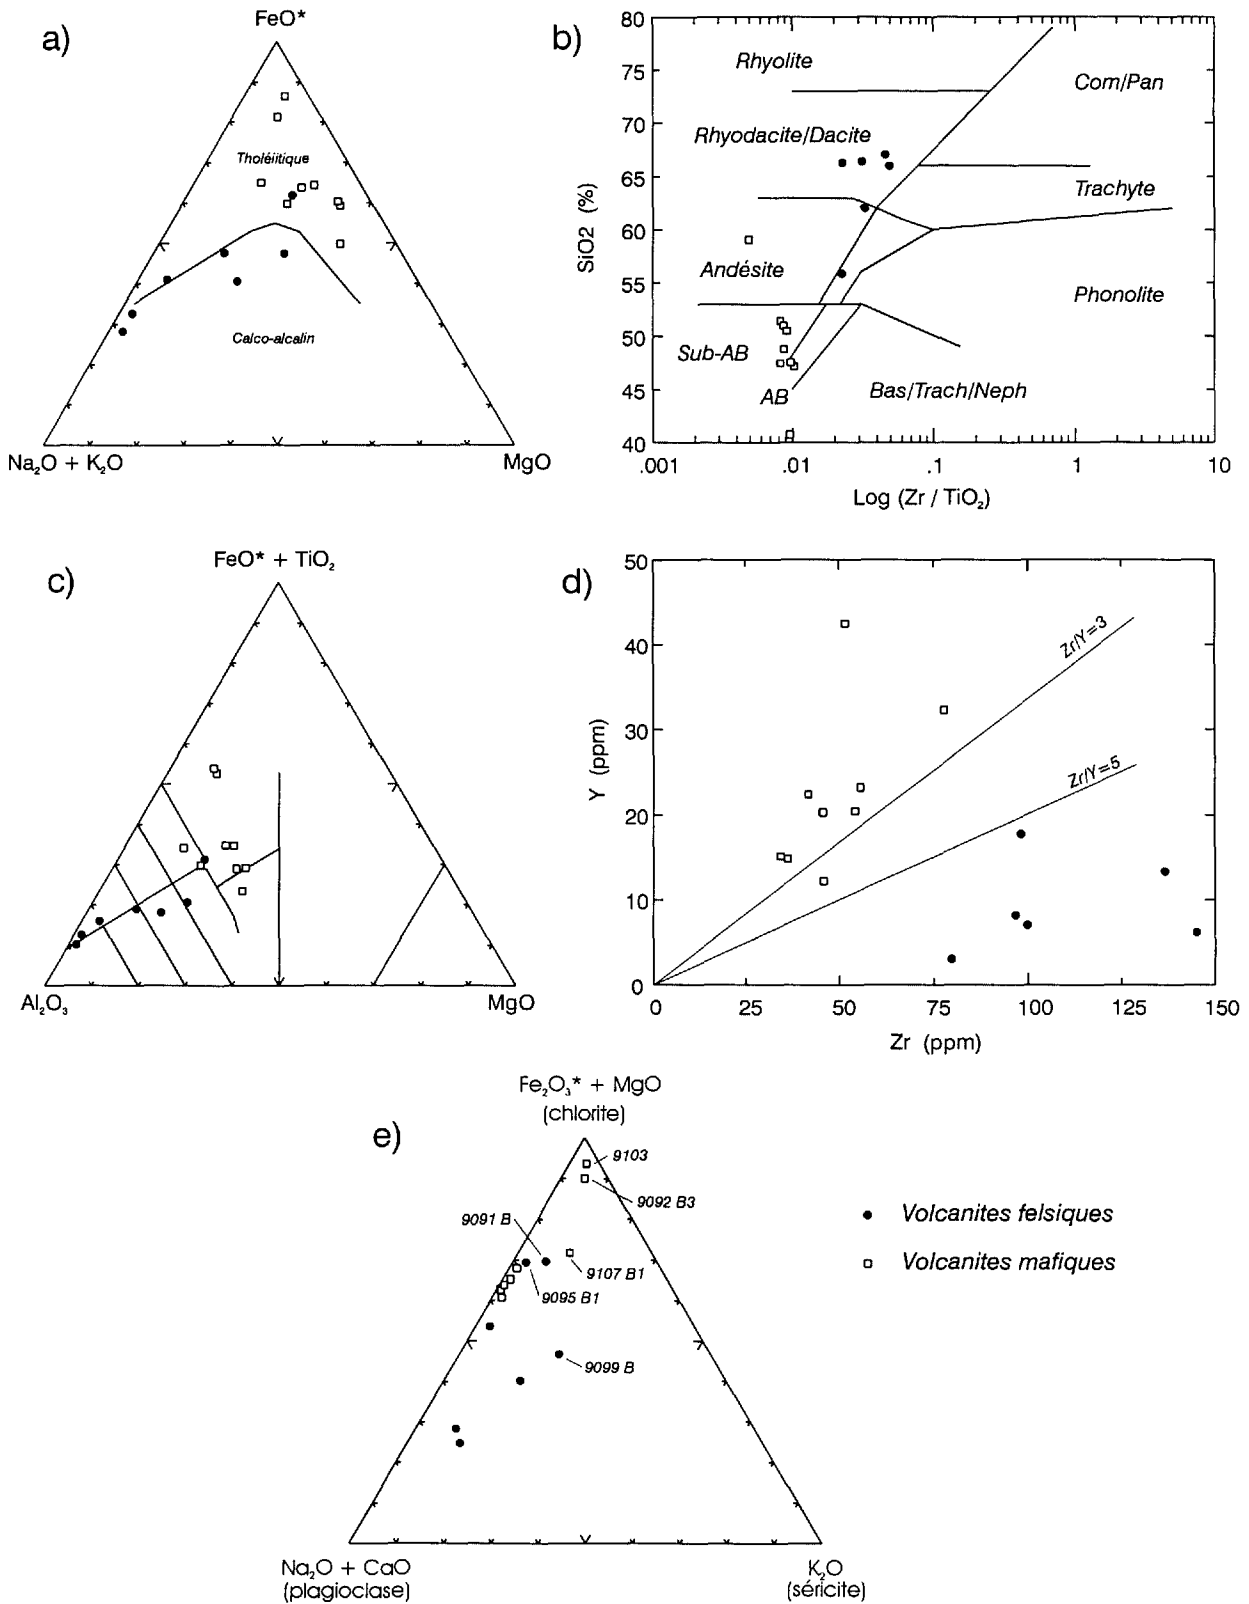 a)
FeO*
Tholéiitique
Calco-alcalin
Na₂O + K₂O
MgO
b)
80
75
70
65
60
55
50
45
40
SiO2 (%)
Rhyolite
Com/Pan
Rhyodacite/Dacite
Trachyte
Andésite
Phonolite
Sub-AB
AB
Bas/Trach/Neph
.001
.01
.1
1
10
Log (Zr / TiO₂)
c)
FeO* + TiO₂
Al₂O₃
MgO
d)
50
40
30
20
10
0
Y (ppm)
Zr/Y=3
Zr/Y=5
0
25
50
75
100
125
150
Zr (ppm)
e)
Fe₂O₃* + MgO
(chlorite)
9103
9092 B3
9091 B
9107 B1
9095 B1
9099 B
Na₂O + CaO
(plagioclase)
K₂O
(séricite)
Volcanites felsiques
Volcanites mafiques